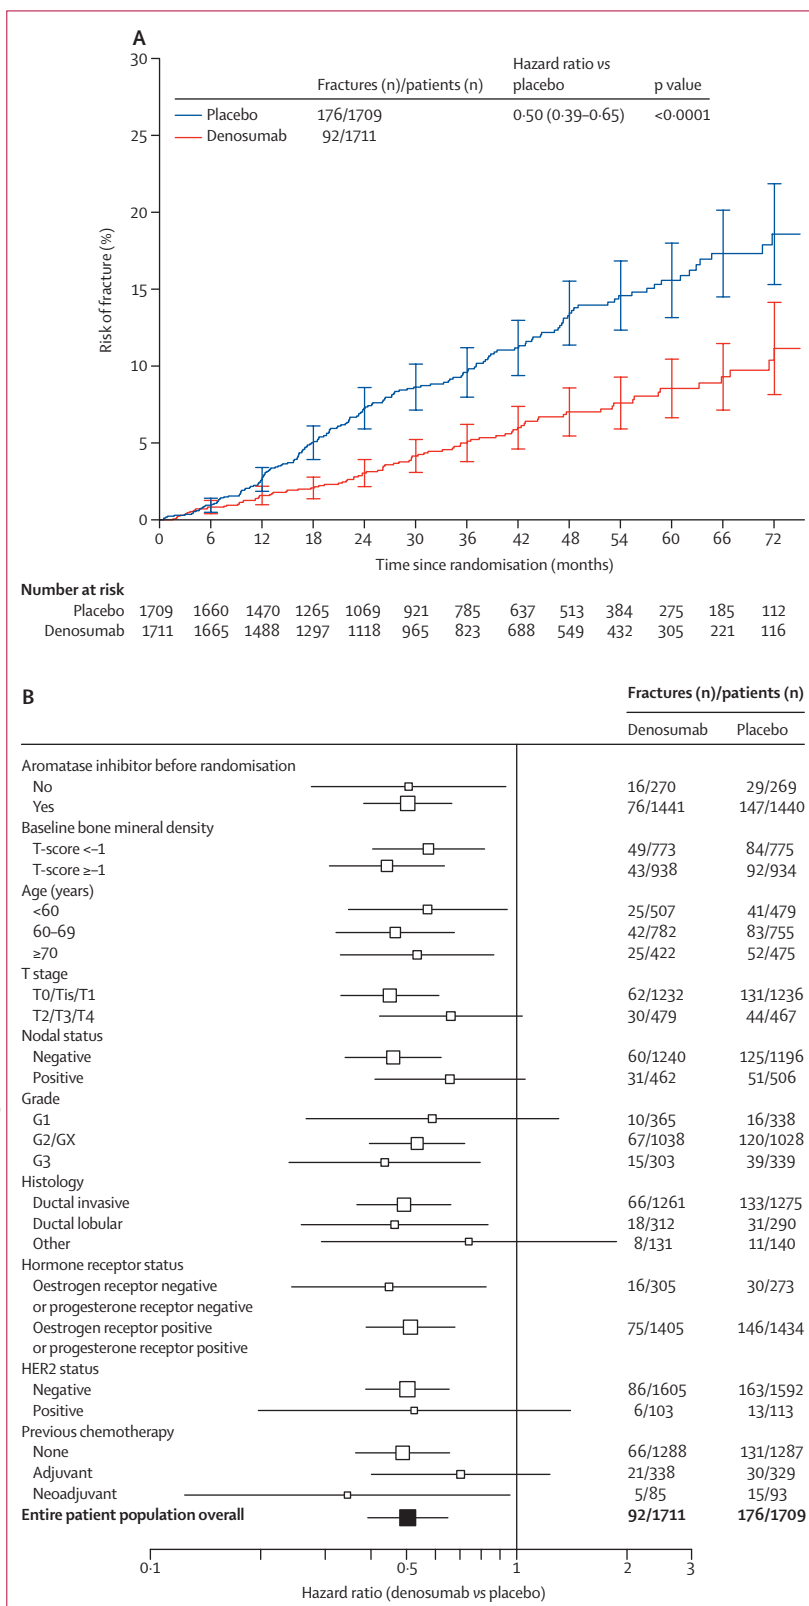 A
Hazard ratio vs
Fractures (n)/patients (n) placebo p value
Placebo 176/1709 0·50 (0·39–0·65) <0·0001
Denosumab 92/1711
Risk of fracture (%)
30
25
20
15
10
5
0
0 6 12 18 24 30 36 42 48 54 60 66 72
Time since randomisation (months)
Number at risk
Placebo 1709 1660 1470 1265 1069 921 785 637 513 384 275 185 112
Denosumab 1711 1665 1488 1297 1118 965 823 688 549 432 305 221 116
B
Fractures (n)/patients (n)
Denosumab Placebo
Aromatase inhibitor before randomisation
No 16/270 29/269
Yes 76/1441 147/1440
Baseline bone mineral density
T-score <–1 49/773 84/775
T-score ≥–1 43/938 92/934
Age (years)
<60 25/507 41/479
60–69 42/782 83/755
≥70 25/422 52/475
T stage
T0/Tis/T1 62/1232 131/1236
T2/T3/T4 30/479 44/467
Nodal status
Negative 60/1240 125/1196
Positive 31/462 51/506
Grade
G1 10/365 16/338
G2/GX 67/1038 120/1028
G3 15/303 39/339
Histology
Ductal invasive 66/1261 133/1275
Ductal lobular 18/312 31/290
Other 8/131 11/140
Hormone receptor status
Oestrogen receptor negative 16/305 30/273
or progesterone receptor negative
Oestrogen receptor positive 75/1405 146/1434
or progesterone receptor positive
HER2 status
Negative 86/1605 163/1592
Positive 6/103 13/113
Previous chemotherapy
None 66/1288 131/1287
Adjuvant 21/338 30/329
Neoadjuvant 5/85 15/93
Entire patient population overall 92/1711 176/1709
0·1 0·5 1 2 3
Hazard ratio (denosumab vs placebo)